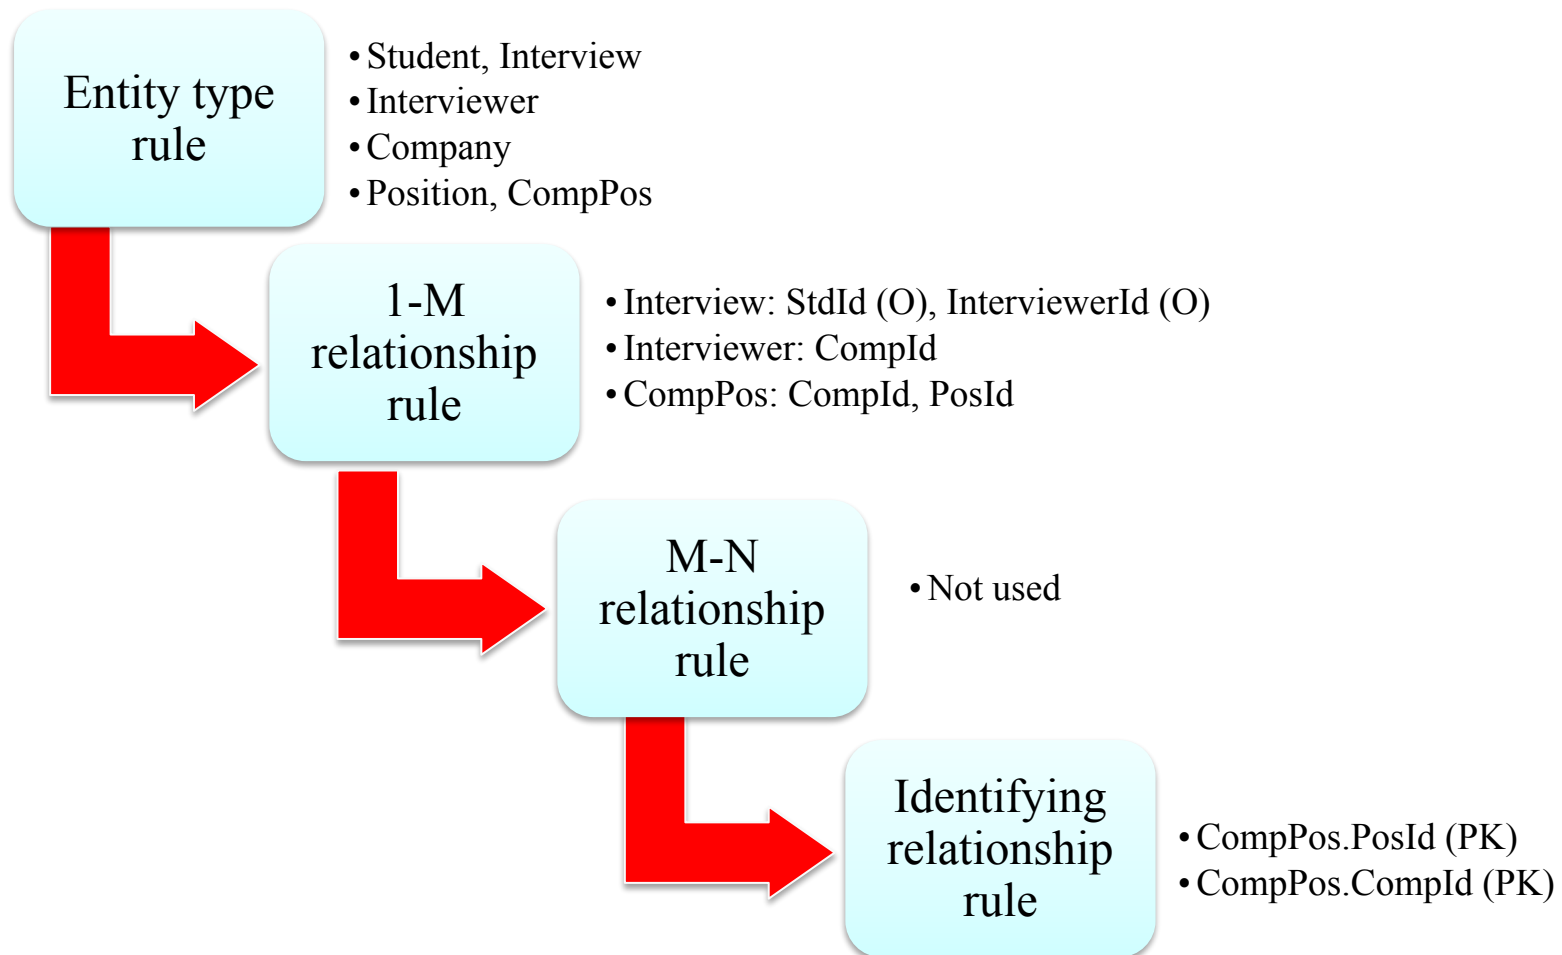 Entity type
rule
• Student, Interview
• Interviewer
• Company
• Position, CompPos
1-M
relationship
rule
• Interview: StdId (O), InterviewerId (O)
• Interviewer: CompId
• CompPos: CompId, PosId
M-N
relationship
rule
• Not used
Identifying
relationship
rule
• CompPos.PosId (PK)
• CompPos.CompId (PK)